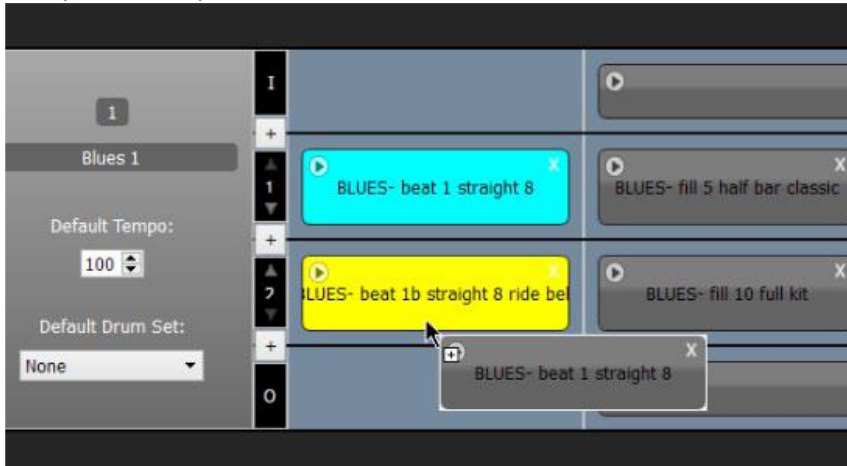 I
1
+
Blues 1
BLUES- beat 1 straight 8 X
BLUES- fill 5 half bar classic X
1
Default Tempo:
+
100
BLUES- beat 1b straight 8 ride bel
BLUES- fill 10 full kit X
2
Default Drum Set:
+
None
BLUES- beat 1 straight 8 X
O